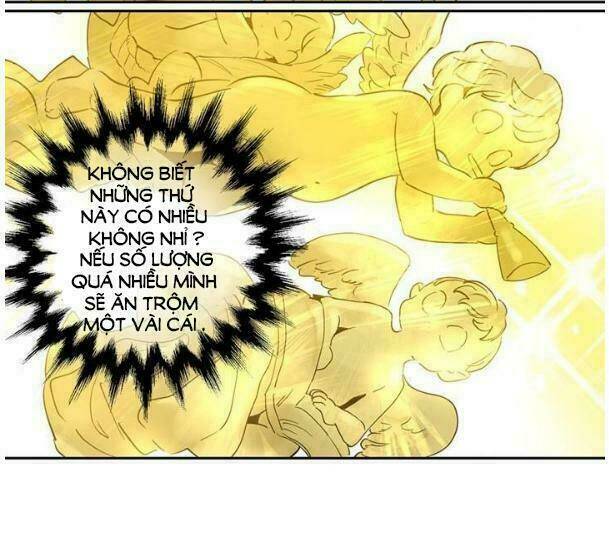 KHÔNG BIẾT
NHỮNG THỨ
NÀY CÓ NHIỀU
KHÔNG NHỈ ?
NẾU SỐ LƯỢNG
QUÁ NHIỀU MÌNH
SẼ ĂN TRỘM
MỘT VÀI CÁI .